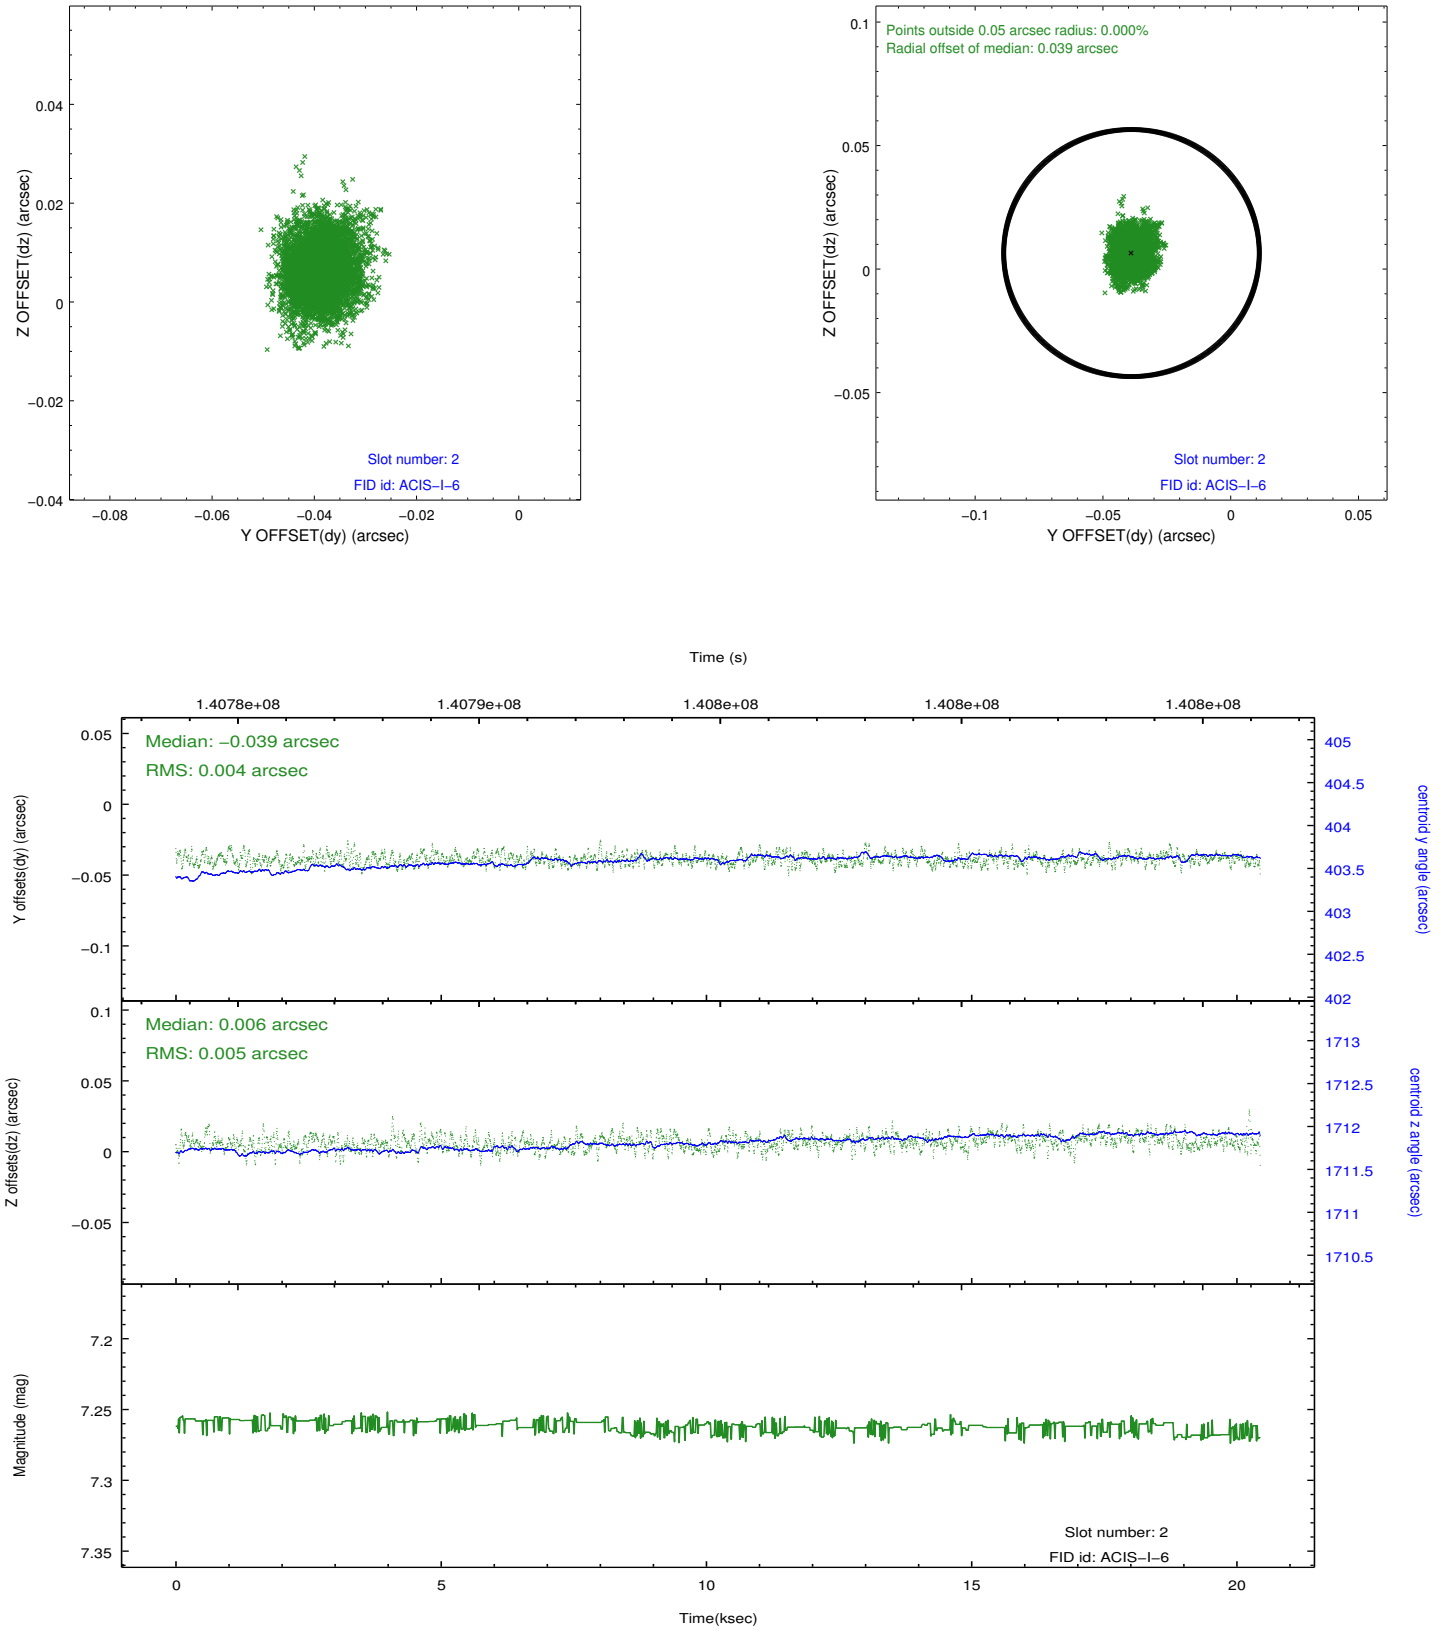 0.04
0.02
0
−0.02
−0.04
Z OFFSET(dz) (arcsec)
−0.08
−0.06
−0.04
−0.02
0
Y OFFSET(dy) (arcsec)
Slot number: 2
FID id: ACIS−I−6
Points outside 0.05 arcsec radius: 0.000%
Radial offset of median: 0.039 arcsec
0.1
0.05
0
−0.05
Z OFFSET(dz) (arcsec)
−0.1
−0.05
0
0.05
Y OFFSET(dy) (arcsec)
Slot number: 2
FID id: ACIS−I−6
Time (s)
1.4078e+08
1.4079e+08
1.408e+08
1.408e+08
1.408e+08
Median: −0.039 arcsec
RMS: 0.004 arcsec
0.05
0
−0.05
−0.1
Y offsets(dy) (arcsec)
405
404.5
404
403.5
403
402.5
402
centroid y angle (arcsec)
Median: 0.006 arcsec
RMS: 0.005 arcsec
0.1
0.05
0
−0.05
Z offsets(dz) (arcsec)
1713
1712.5
1712
1711.5
1711
1710.5
centroid z angle (arcsec)
7.2
7.25
7.3
7.35
Magnitude (mag)
Slot number: 2
FID id: ACIS−I−6
0
5
10
15
20
Time(ksec)